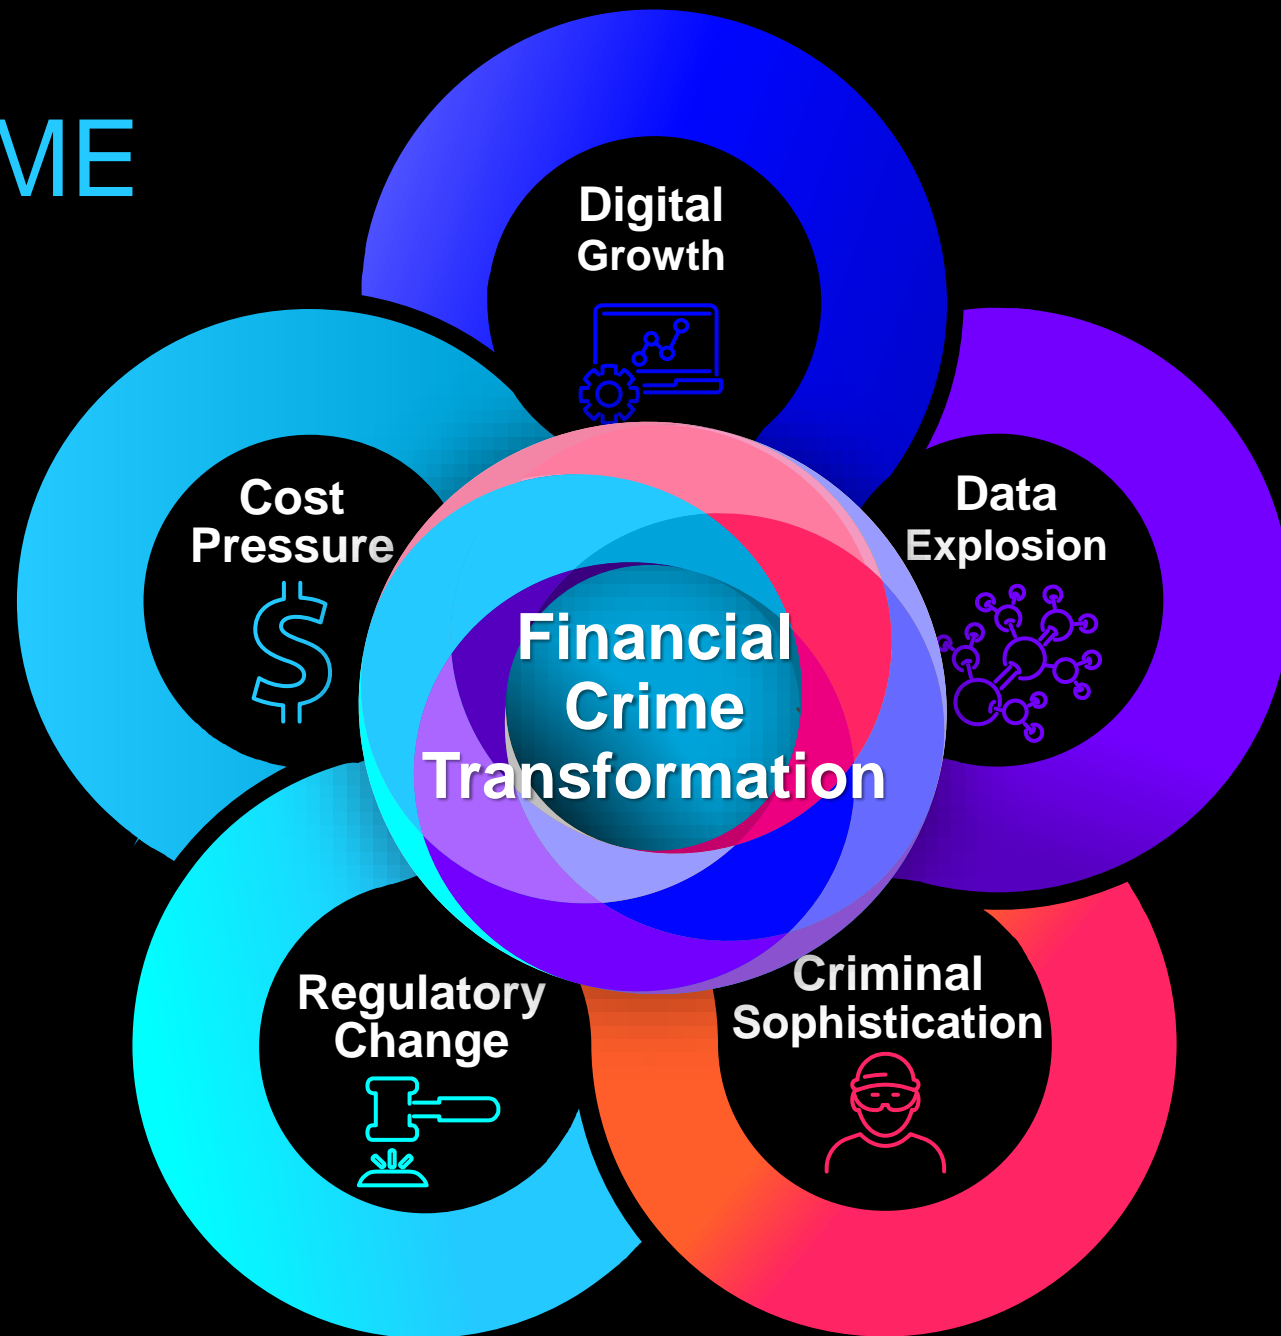 ME
Digital
Growth
Cost
Pressure
Data
Explosion
Financial
Crime
Transformation
Regulatory
Change
Criminal
Sophistication